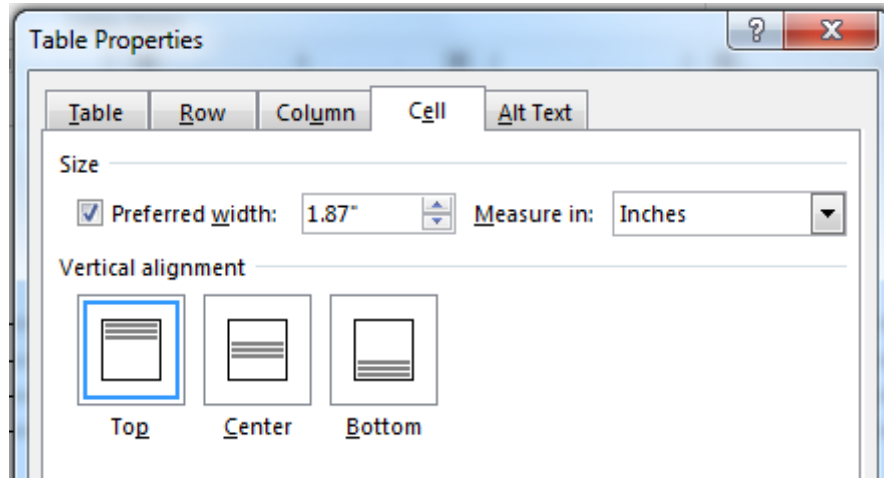 Table Properties
?
X
Table Row Column Cell Alt Text
Size
Preferred width: 1.87" Measure in: Inches
Vertical alignment
Top Center Bottom